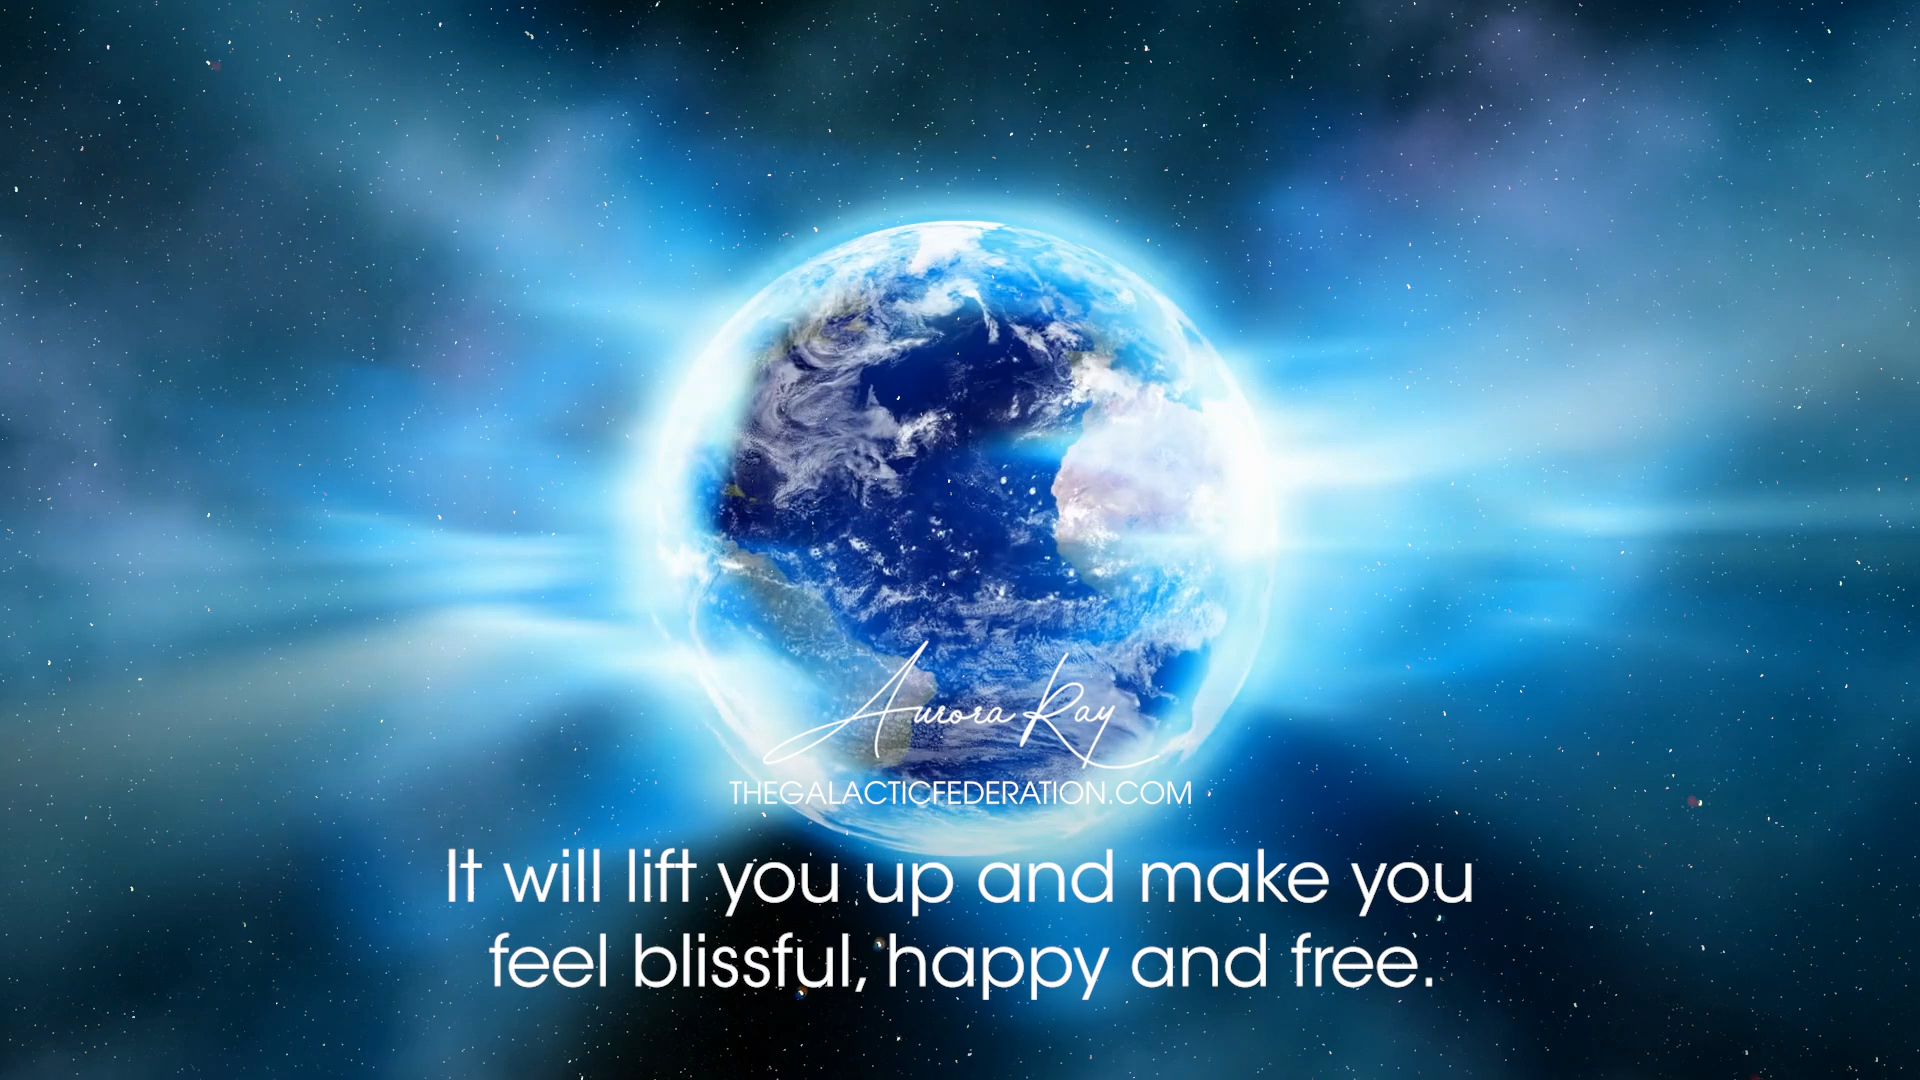 Aurora Ray
THEGALACTICFEDERATION.COM
It will lift you up and make you
feel blissful, happy and free.